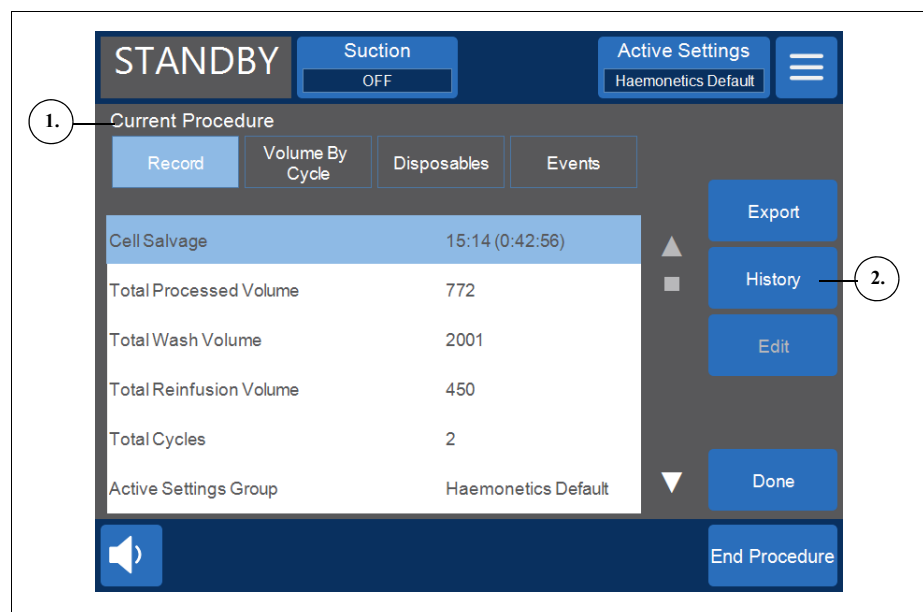 STANDBY
Suction
OFF
Active Settings
Haemonetics Default
1.
Current Procedure
Record
Volume By
Cycle
Disposables
Events
Export
Cell Salvage 15:14 (0:42:56)
Total Processed Volume 772
History
2.
Total Wash Volume 2001
Edit
Total Reinfusion Volume 450
Total Cycles 2
Active Settings Group Haemonetics Default
Done
End Procedure